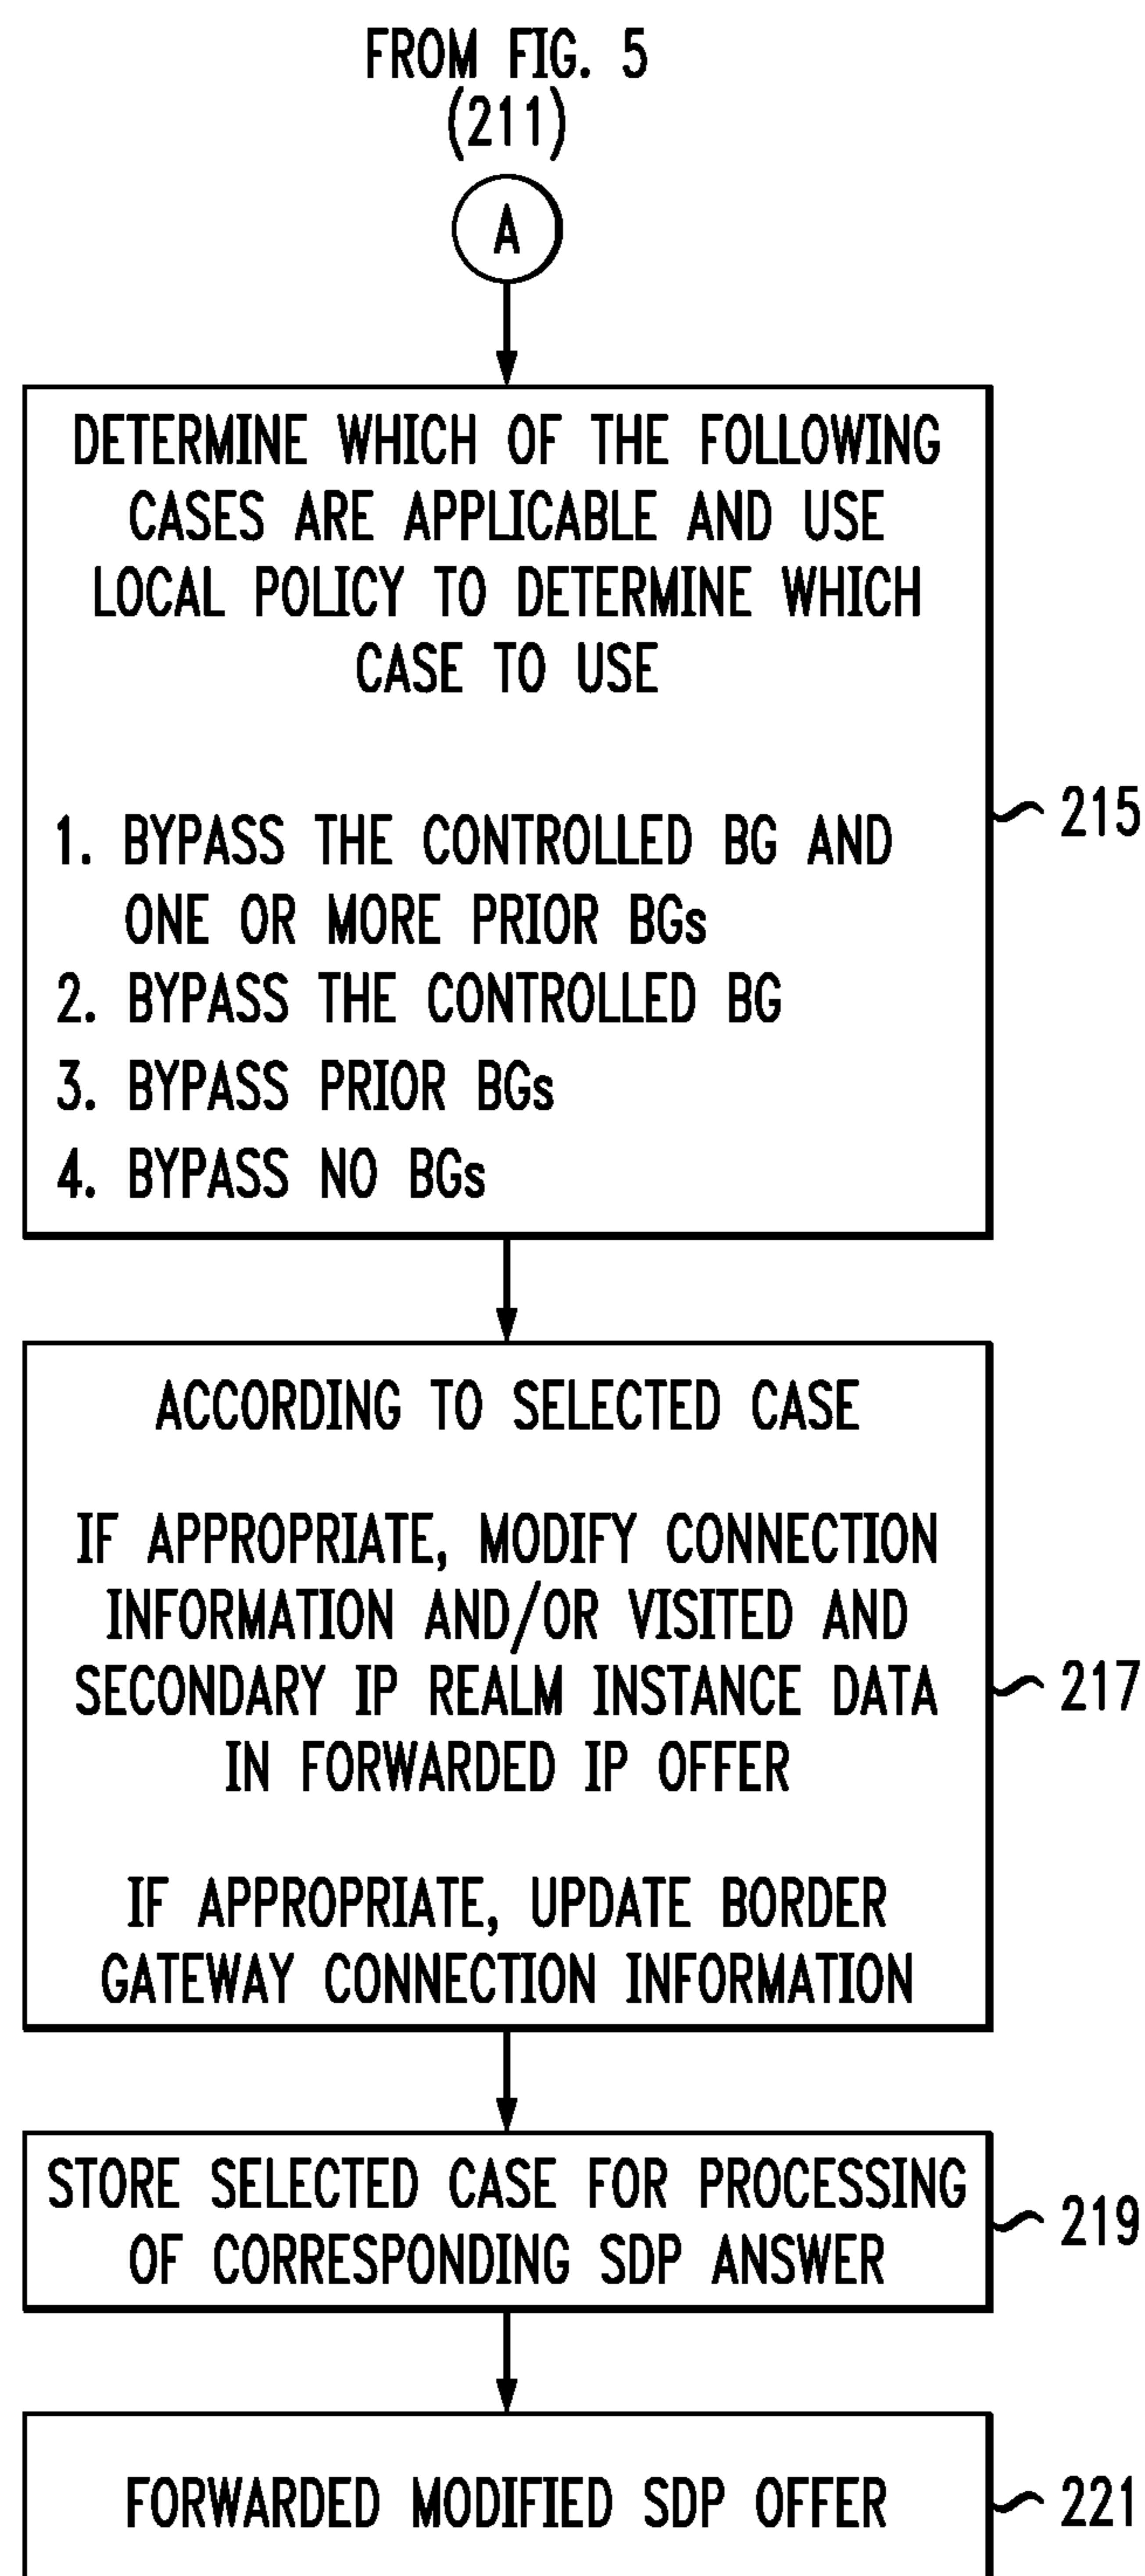 FROM FIG. 5
(211)
A
DETERMINE WHICH OF THE FOLLOWING
CASES ARE APPLICABLE AND USE
LOCAL POLICY TO DETERMINE WHICH
CASE TO USE
1. BYPASS THE CONTROLLED BG AND
ONE OR MORE PRIOR BGs
2. BYPASS THE CONTROLLED BG
3. BYPASS PRIOR BGs
4. BYPASS NO BGs
215
ACCORDING TO SELECTED CASE
IF APPROPRIATE, MODIFY CONNECTION
INFORMATION AND/OR VISITED AND
SECONDARY IP REALM INSTANCE DATA
IN FORWARDED IP OFFER
IF APPROPRIATE, UPDATE BORDER
GATEWAY CONNECTION INFORMATION
217
STORE SELECTED CASE FOR PROCESSING
OF CORRESPONDING SDP ANSWER
219
FORWARDED MODIFIED SDP OFFER
221